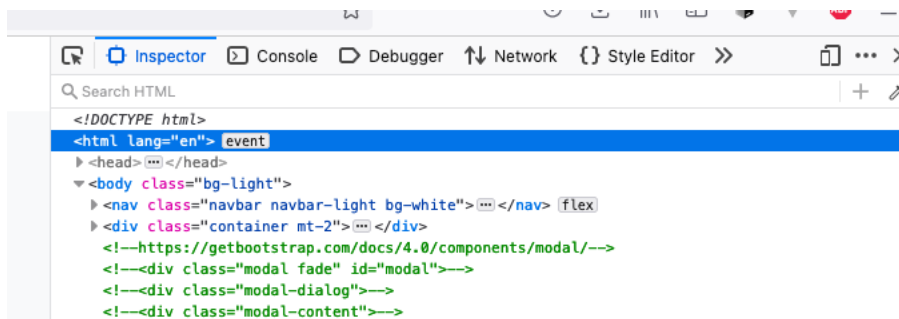 Inspector Console Debugger Network {} Style Editor
Search HTML
<!DOCTYPE html>
<html lang="en"> event
<head> ••• </head>
<body class="bg-light">
<nav class="navbar navbar-light bg-white"> ••• </nav> flex
<div class="container mt-2"> ••• </div>
<!--https://getbootstrap.com/docs/4.0/components/modal/-->
<!--<div class="modal fade" id="modal">-->
<!--<div class="modal-dialog">-->
<!--<div class="modal-content">-->